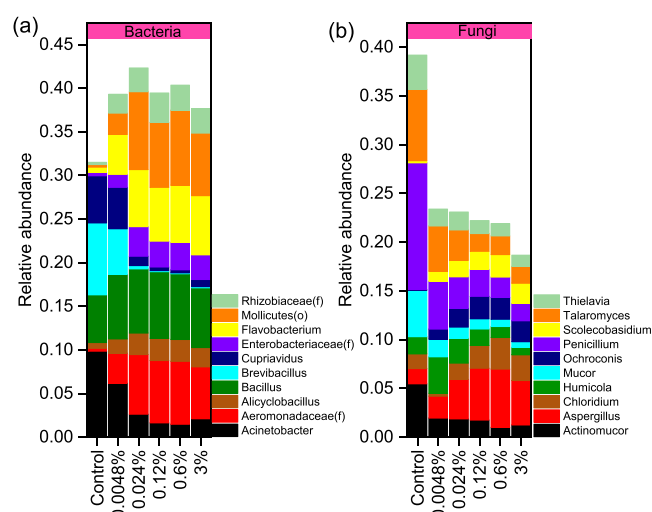 (a)
Bacteria
Relative abundance
0.45
0.40
0.35
0.30
0.25
0.20
0.15
0.10
0.05
0.00
Control
0.0048%
0.024%
0.12%
0.6%
3%
Rhizobiaceae(f)
Mollicutes(o)
Flavobacterium
Enterobacteriaceae(f)
Cupriavidus
Brevibacillus
Bacillus
Alicyclobacillus
Aeromonadaceae(f)
Acinetobacter
(b)
Fungi
Relative abundance
0.40
0.35
0.30
0.25
0.20
0.15
0.10
0.05
0.00
Control
0.0048%
0.024%
0.12%
0.6%
3%
Thielavia
Talaromyces
Scolecobasidium
Penicillium
Ochroconis
Mucor
Humicola
Chloridium
Aspergillus
Actinomucor